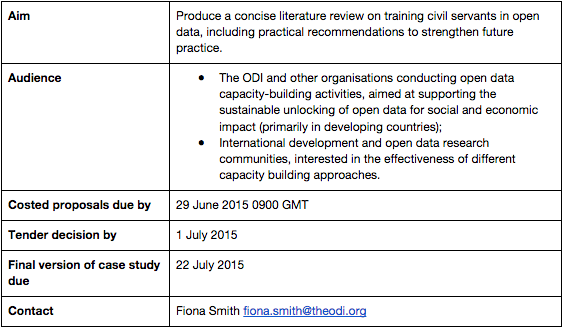 Aim
Produce a concise literature review on training civil servants in open
data, including practical recommendations to strengthen future
practice.
Audience
● The ODI and other organisations conducting open data
capacity-building activities, aimed at supporting the
sustainable unlocking of open data for social and economic
impact (primarily in developing countries);
● International development and open data research
communities, interested in the effectiveness of different
capacity building approaches.
Costed proposals due by
29 June 2015 0900 GMT
Tender decision by
1 July 2015
Final version of case study
due
22 July 2015
Contact
Fiona Smith fiona.smith@theodi.org